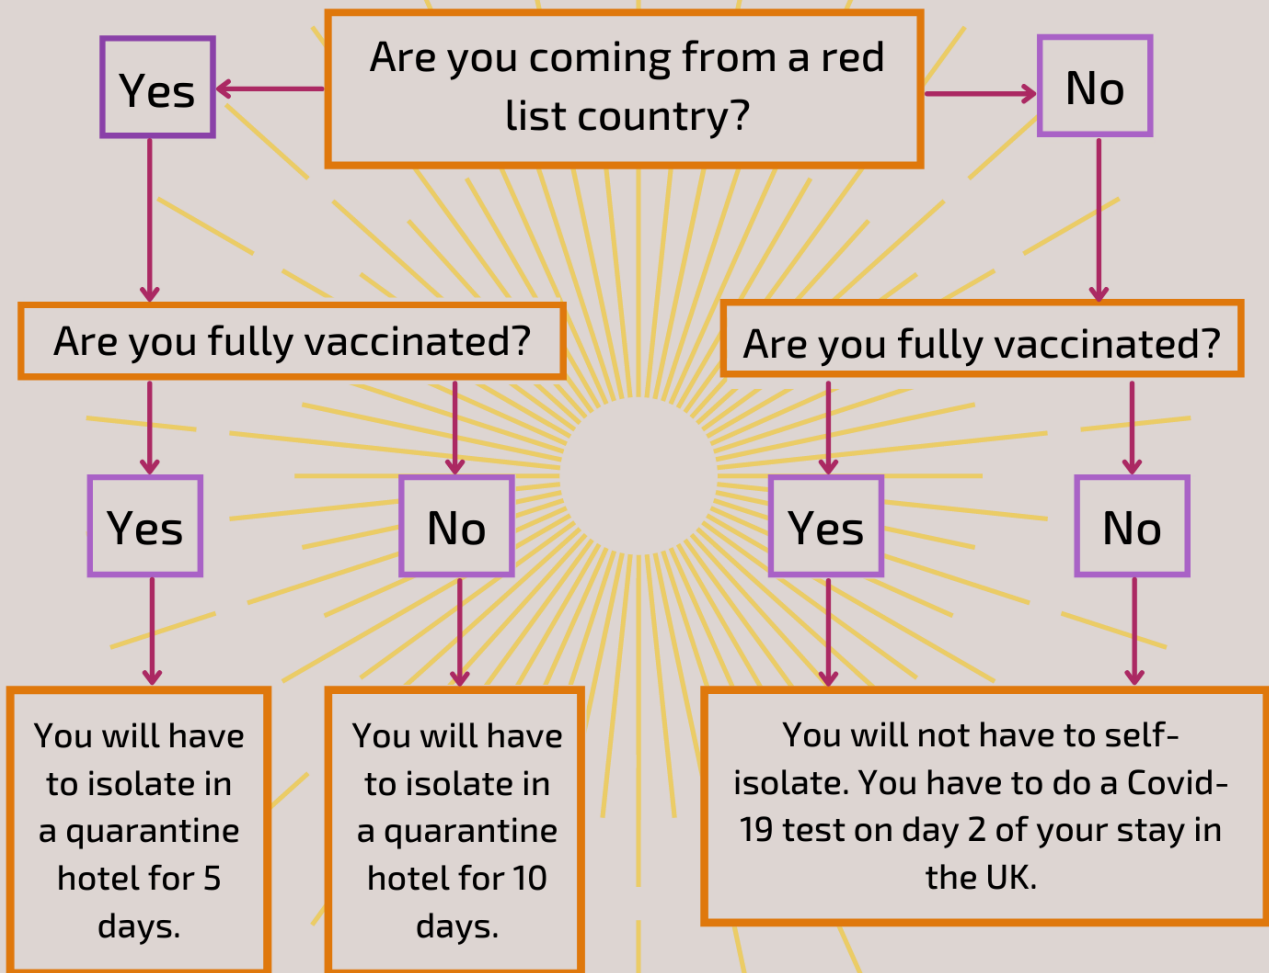 Are you coming from a red
list country?
Yes
No
Are you fully vaccinated?
Are you fully vaccinated?
Yes
No
Yes
No
You will have
to isolate in
a quarantine
hotel for 5
days.
You will have
to isolate in
a quarantine
hotel for 10
days.
You will not have to self-
isolate. You have to do a Covid-
19 test on day 2 of your stay in
the UK.